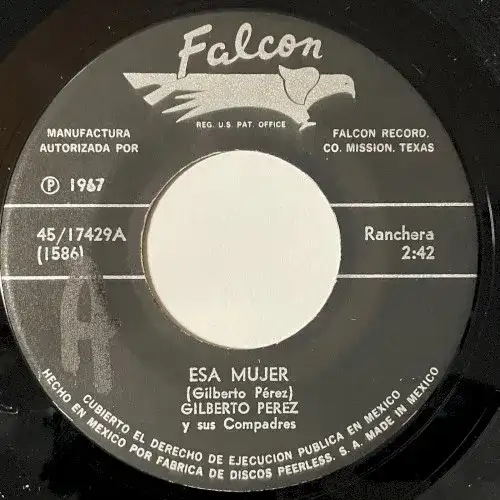 Falcon
REG. U.S. PAT. OFFICE
MANUFACTURA
AUTORIZADA POR
FALCON RECORD,
CO. MISSION, TEXAS
℗ 1967
45/17429A
(1586)
Ranchera
2:42
A
ESA MUJER
(Gilberto Pérez)
GILBERTO PEREZ
y sus Compadres
CUBIERTO EL DERECHO DE EJECUCION PUBLICA EN MEXICO
HECHO EN MEXICO POR FABRICA DE DISCOS PEERLESS. S. A. MADE IN MEXICO